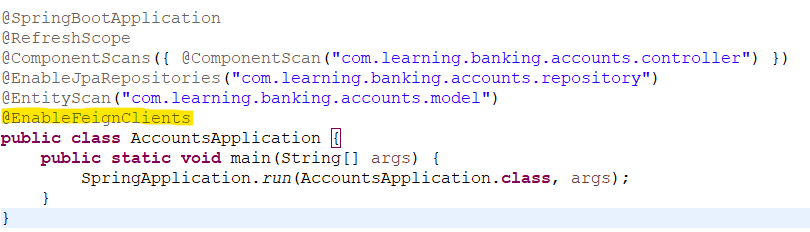 @SpringBootApplication
@RefreshScope
@ComponentScans({ @ComponentScan("com.learning.banking.accounts.controller") })
@EnableJpaRepositories("com.learning.banking.accounts.repository")
@EntityScan("com.learning.banking.accounts.model")
@EnableFeignClients
public class AccountsApplication {
    public static void main(String[] args) {
        SpringApplication.run(AccountsApplication.class, args);
    }
}